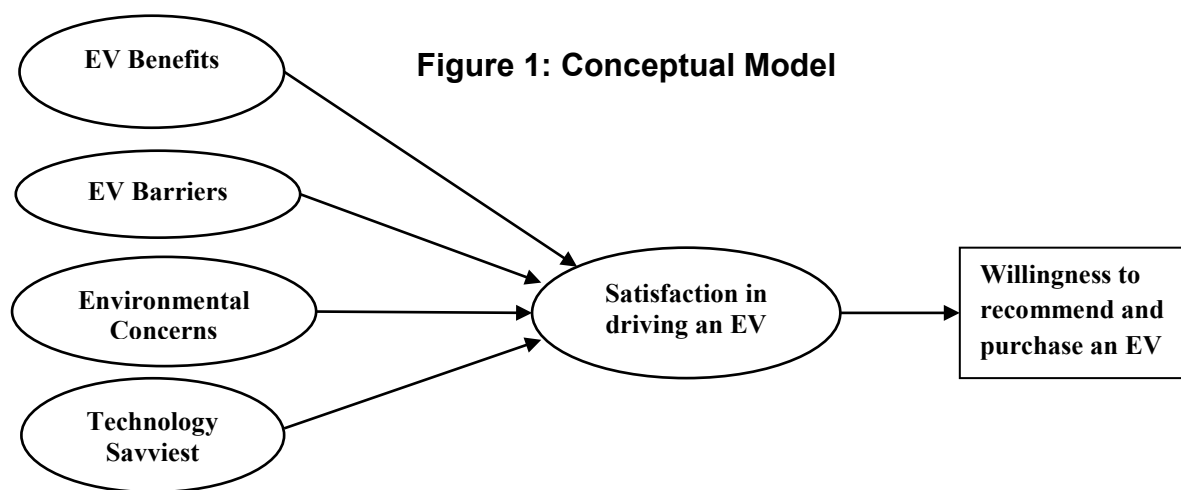 EV Benefits
Figure 1: Conceptual Model
EV Barriers
Environmental
Concerns
Technology
Savviest
Satisfaction in
driving an EV
Willingness to
recommend and
purchase an EV